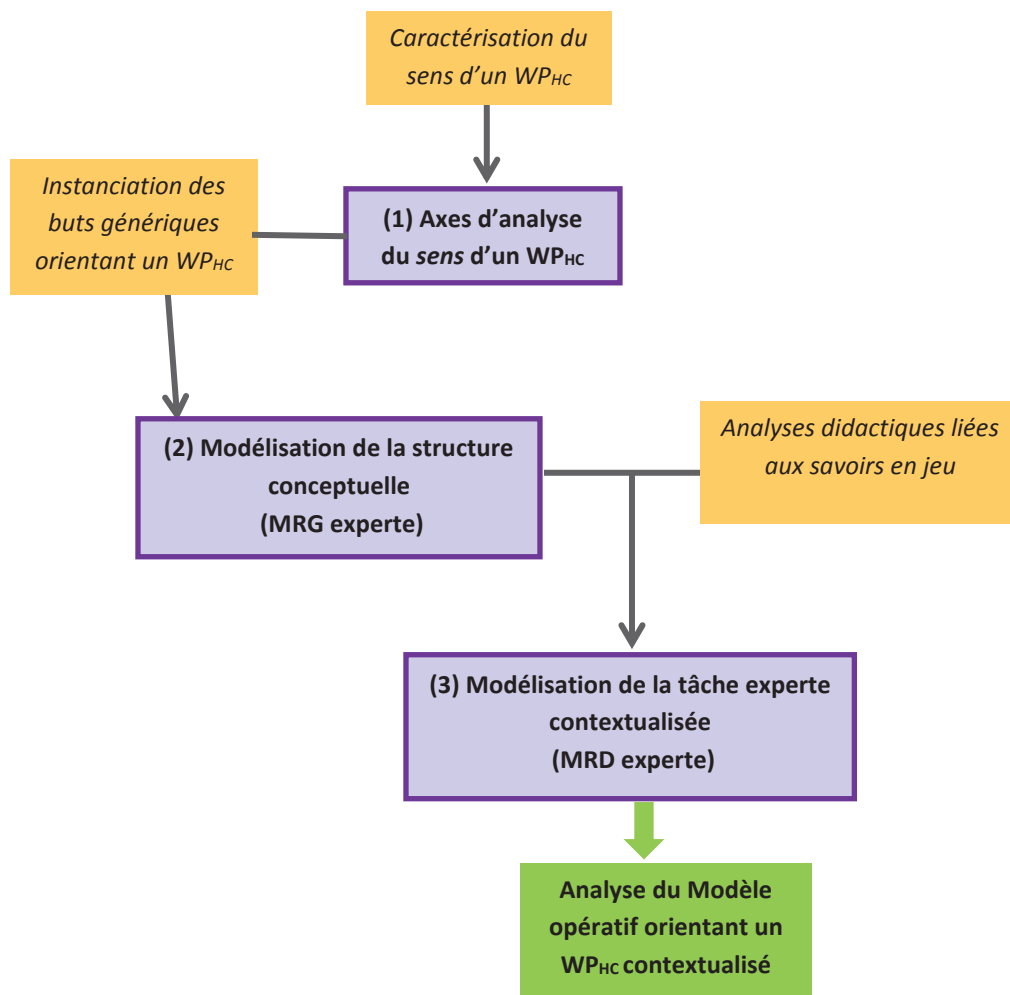 Caractérisation du
sens d'un WPHC
Instanciation des
buts génériques
orientant un WPHC
(1) Axes d'analyse
du sens d'un WPHC
(2) Modélisation de la structure
conceptuelle
(MRG experte)
Analyses didactiques liées
aux savoirs en jeu
(3) Modélisation de la tâche experte
contextualisée
(MRD experte)
Analyse du Modèle
opératif orientant un
WPHC contextualisé